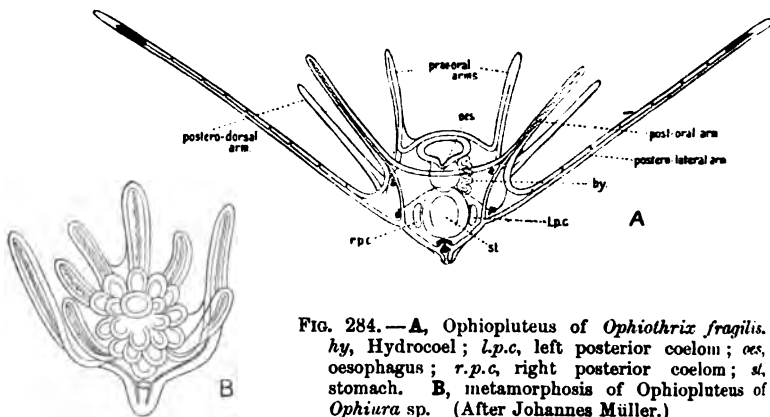 praeoral
arms
oes.
postero-dorsal
arm.
post-oral arm
postero-lateral arm
hy.
A
l.p.c
r.p.c
st
B
FIG. 284.—A, Ophiopluteus of Ophiothrix fragilis.
hy, Hydrocoel; l.p.c, left posterior coelom; oes,
oesophagus; r.p.c, right posterior coelom; st,
stomach. B, metamorphosis of Ophiopluteus of
Ophiura sp. (After Johannes Müller.)